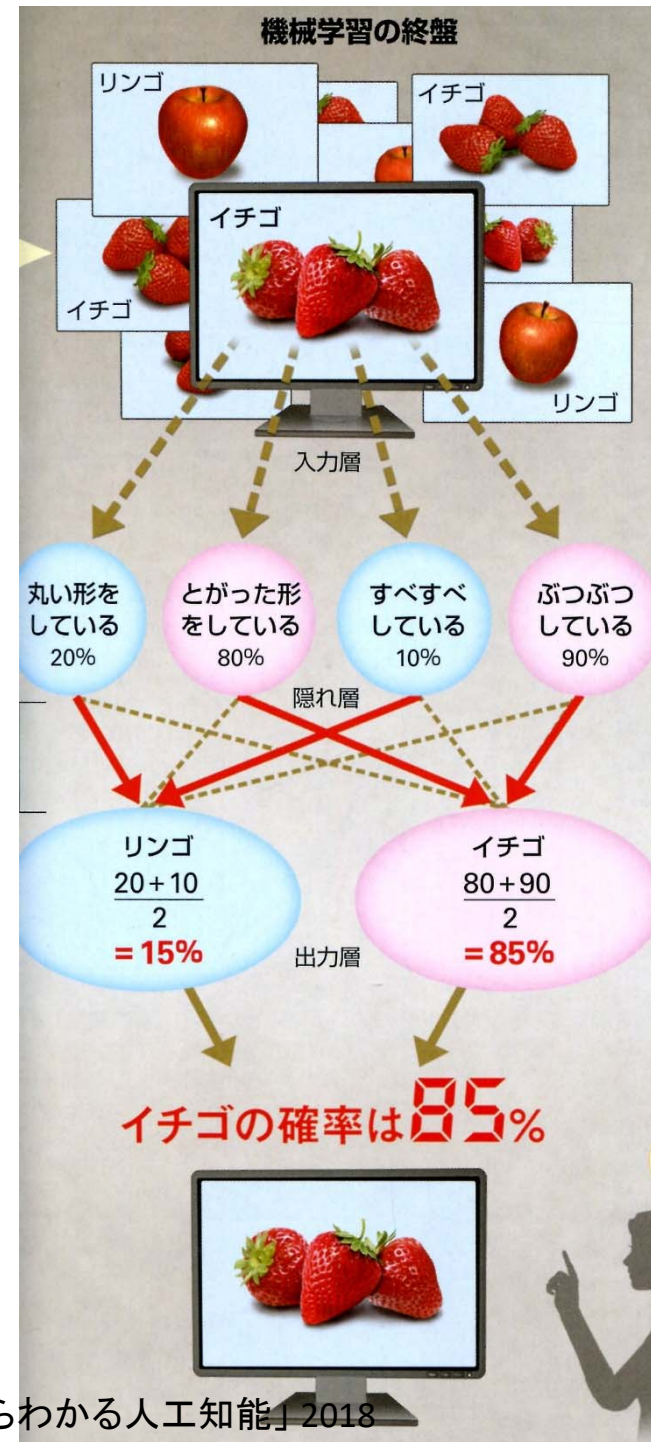 機械学習の終盤
リンゴ
イチゴ
イチゴ
イチゴ
リンゴ
入力層
丸い形を
している
20%
とがった形
をしている
80%
すべすべ
している
10%
ぶつぶつ
している
90%
隠れ層
リンゴ
20+10
2
=15%
イチゴ
80+90
2
=85%
出力層
イチゴの確率は85%
らわかる人工知能」2018